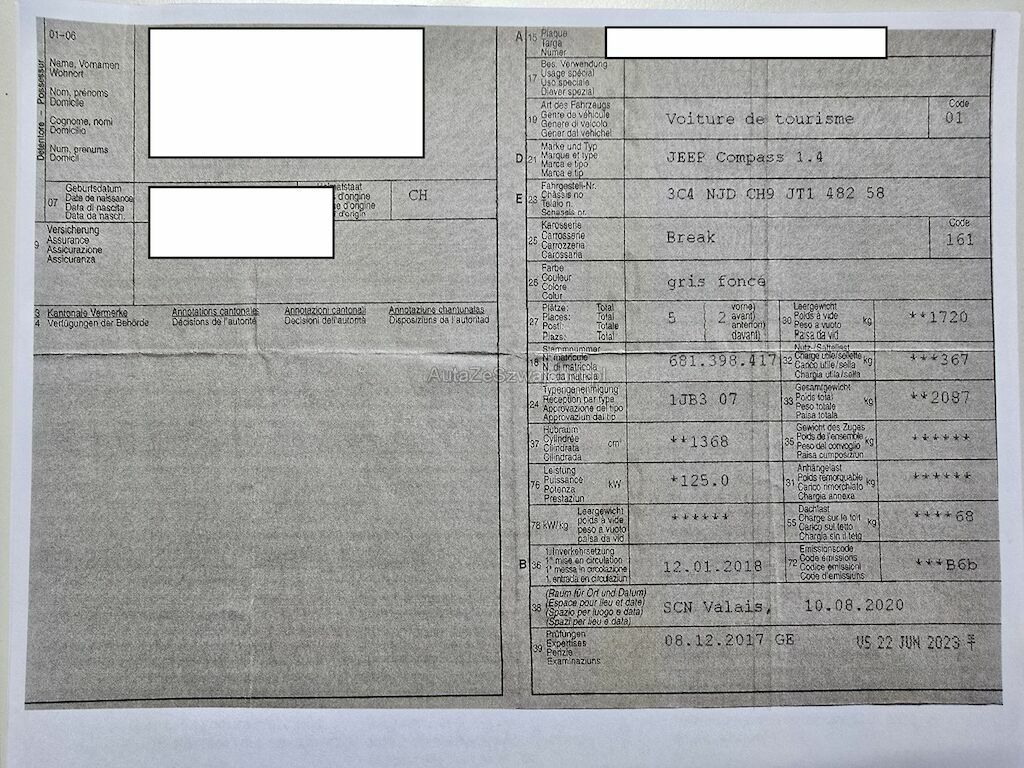 01-06
Détentore - Possessur
Name, Vornamen
Wohnort
Nom, prénoms
Domicile
Cognome, nomi
Domicilio
Num, prenums
Domicil
07
Geburtsdatum
Date de naissance
Data di nascita
Data da nasch.
Heimatstaat
d'origine
d'origine
d'origin
CH
9
Versicherung
Assurance
Assicurazione
Assicuranza
3 Kantonale Vermerke Annotations cantonales Annotazioni cantonali Annotaziuns chantunalas
4 Verfügungen der Behörde Décisions de l'autorité Decisioni dell'autorità Disposiziuns da l'autoritad
A 15
Plaque
Targa
Numer
17
Bes. Verwendung
Usage spécial
Uso speciale
Diever spezial
19
Art des Fahrzeugs
Genre de véhicule
Genere di veicolo
Gener dal vehichel
Voiture de tourisme
Code
01
D 21
Marke und Typ
Marque et type
Marca e tipo
Marca e tip
JEEP Compass 1.4
E 23
Fahrgestell-Nr.
Châssis no
Telaio n.
Schassis nr.
3C4 NJD CH9 JT1 482 58
25
Karosserie
Carrosserie
Carrozzeria
Carossaria
Break
Code
161
26
Farbe
Couleur
Colore
Colur
gris foncé
27
Plätze: Total
Places: Total
Posti: Totale
Plazs: Total
5
2
vorne)
avant)
anteriori)
davant)
30
Leergewicht
Poids à vide
Peso a vuoto
Paisa da vid
kg
**1720
18
Stammnummer
N° matricule
N. di matricola
Nr. da matricla
681.398.417
32
Nutz-/Sattellast
Charge utile/sellette
Carico utile/sella
Chargia utila/sella
kg
***367
24
Typengenehmigung
Réception par type
Approvazione del tipo
Approvaziun dal tip
1JB3 07
33
Gesamtgewicht
Poids total
Peso totale
Paisa totala
kg
**2087
37
Hubraum
Cylindrée
Cilindrata
Cilindrada
cm³
**1368
35
Gewicht des Zuges
Poids de l'ensemble
Peso del convoglio
Paisa cumposiziun
kg
******
76
Leistung
Puissance
Potenza
Prestaziun
kW
*125.0
31
Anhängelast
Poids remorquable
Carico rimorchiato
Chargia annexa
kg
******
78 kW/kg
Leergewicht
poids à vide
peso a vuoto
paisa da vid
******
55
Dachlast
Charge sur le toit
Carico sul tetto
Chargia sin il tetg
kg
****68
B 36
1. Inverkehrsetzung
1re mise en circulation
1a messa in circolazione
1. entrada en circulaziun
12.01.2018
72
Emissionscode
Code émissions
Codice emissioni
Code d'emissiuns
***B6b
38
(Raum für Ort und Datum)
(Espace pour lieu et date)
(Spazio per luogo e data)
(Spazi per lieu e data)
SCN Valais, 10.08.2020
39
Prüfungen
Expertises
Perizie
Examinaziuns
08.12.2017 GE
VS 22 JUN 2023